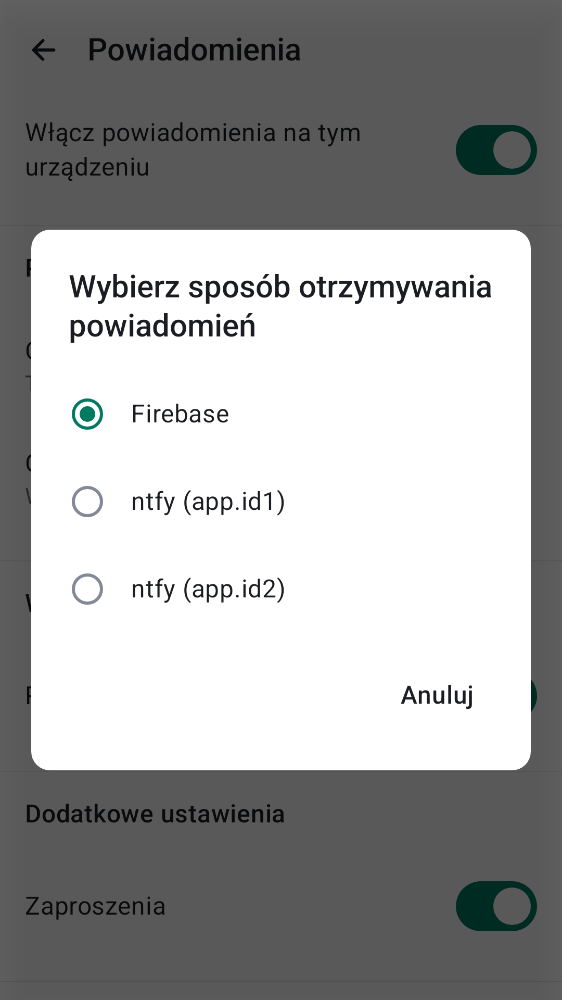 Powiadomienia
Włącz powiadomienia na tym
urządzeniu
Wybierz sposób otrzymywania
powiadomień
Firebase
ntfy (app.id1)
ntfy (app.id2)
Anuluj
Dodatkowe ustawienia
Zaproszenia